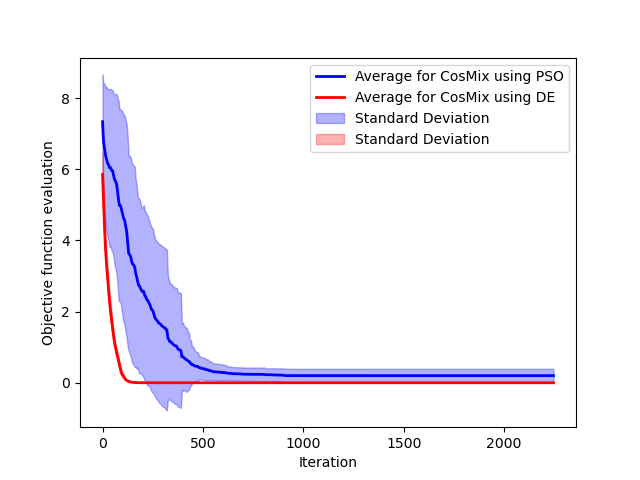 Average for CosMix using PSO
Average for CosMix using DE
Standard Deviation
Standard Deviation
Objective function evaluation
8
6
4
2
0
0 500 1000 1500 2000
Iteration